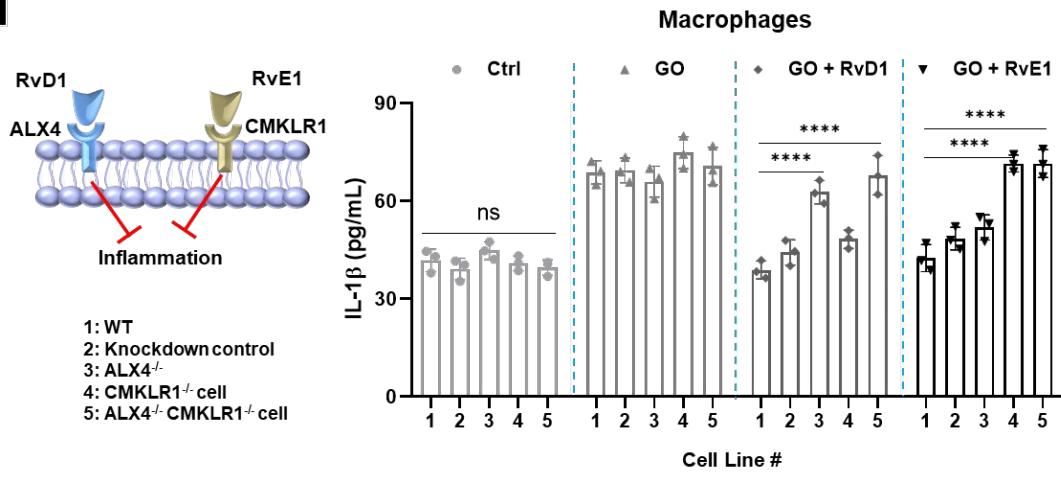 Macrophages
RvD1
RvE1
ALX4
CMKLR1
Inflammation
1: WT
2: Knockdown control
3: ALX4-/-
4: CMKLR1-/- cell
5: ALX4-/- CMKLR1-/- cell
Ctrl
GO
GO + RvD1
GO + RvE1
IL-1β (pg/mL)
90
60
30
0
ns
****
****
****
****
1 2 3 4 5 1 2 3 4 5 1 2 3 4 5 1 2 3 4 5
Cell Line #